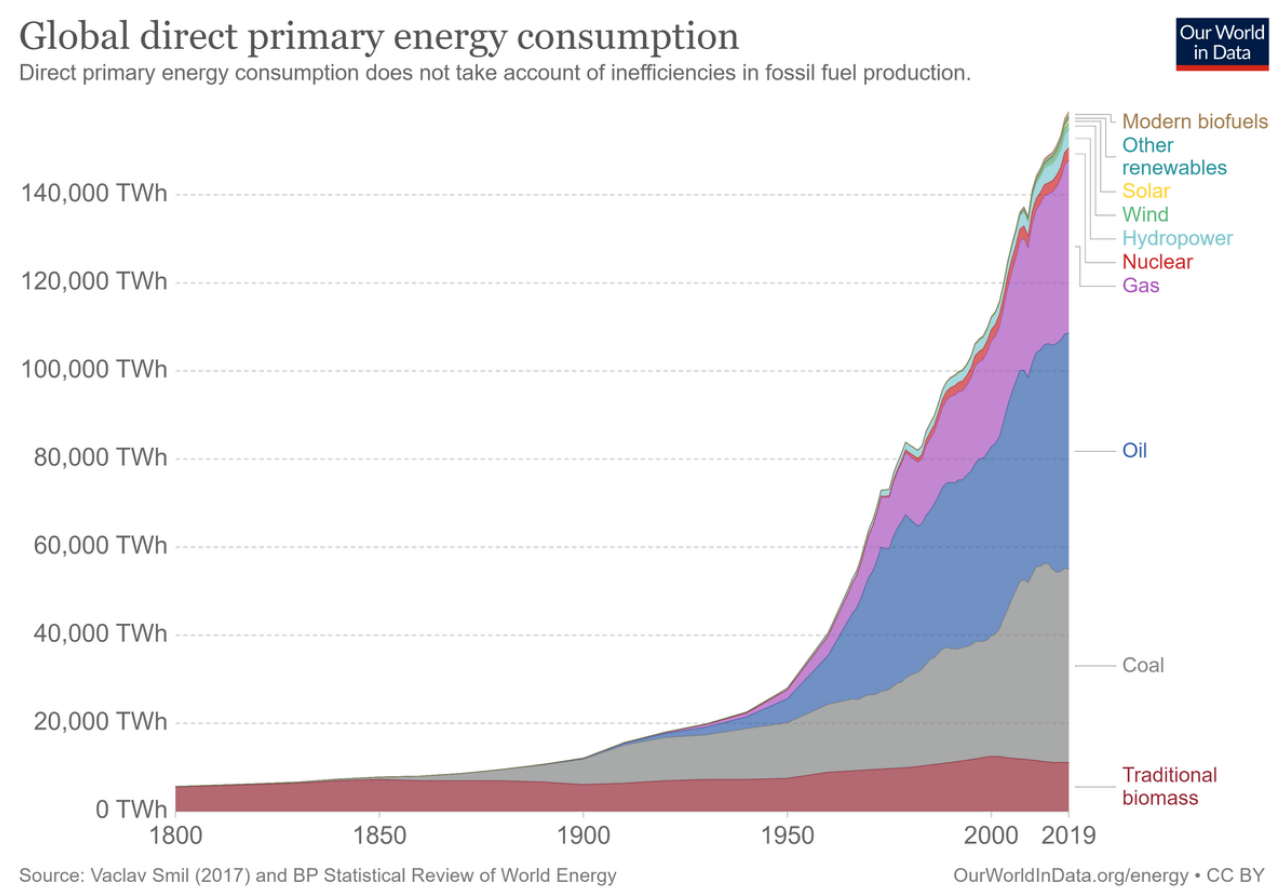 Global direct primary energy consumption
Direct primary energy consumption does not take account of inefficiencies in fossil fuel production.
Our World
in Data
Modern biofuels
Other
renewables
Solar
Wind
Hydropower
Nuclear
Gas
Oil
Coal
Traditional
biomass
140,000 TWh
120,000 TWh
100,000 TWh
80,000 TWh
60,000 TWh
40,000 TWh
20,000 TWh
0 TWh
1800 1850 1900 1950 2000 2019
Source: Vaclav Smil (2017) and BP Statistical Review of World Energy
OurWorldInData.org/energy • CC BY